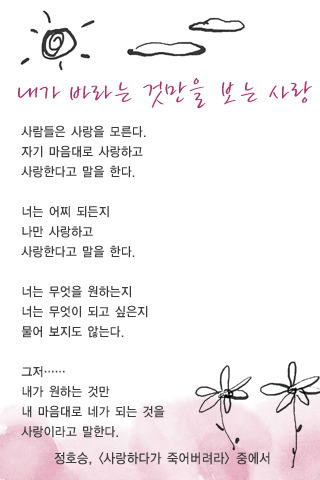 내가 바라는 것만을 보는 사랑
사람들은 사랑을 모른다.
자기 마음대로 사랑하고
사랑한다고 말을 한다.
너는 어찌 되든지
나만 사랑하고
사랑한다고 말을 한다.
너는 무엇을 원하는지
너는 무엇이 되고 싶은지
물어 보지도 않는다.
그저……
내가 원하는 것만
내 마음대로 네가 되는 것을
사랑이라고 말한다.
정호승, 〈사랑하다가 죽어버려라〉 중에서